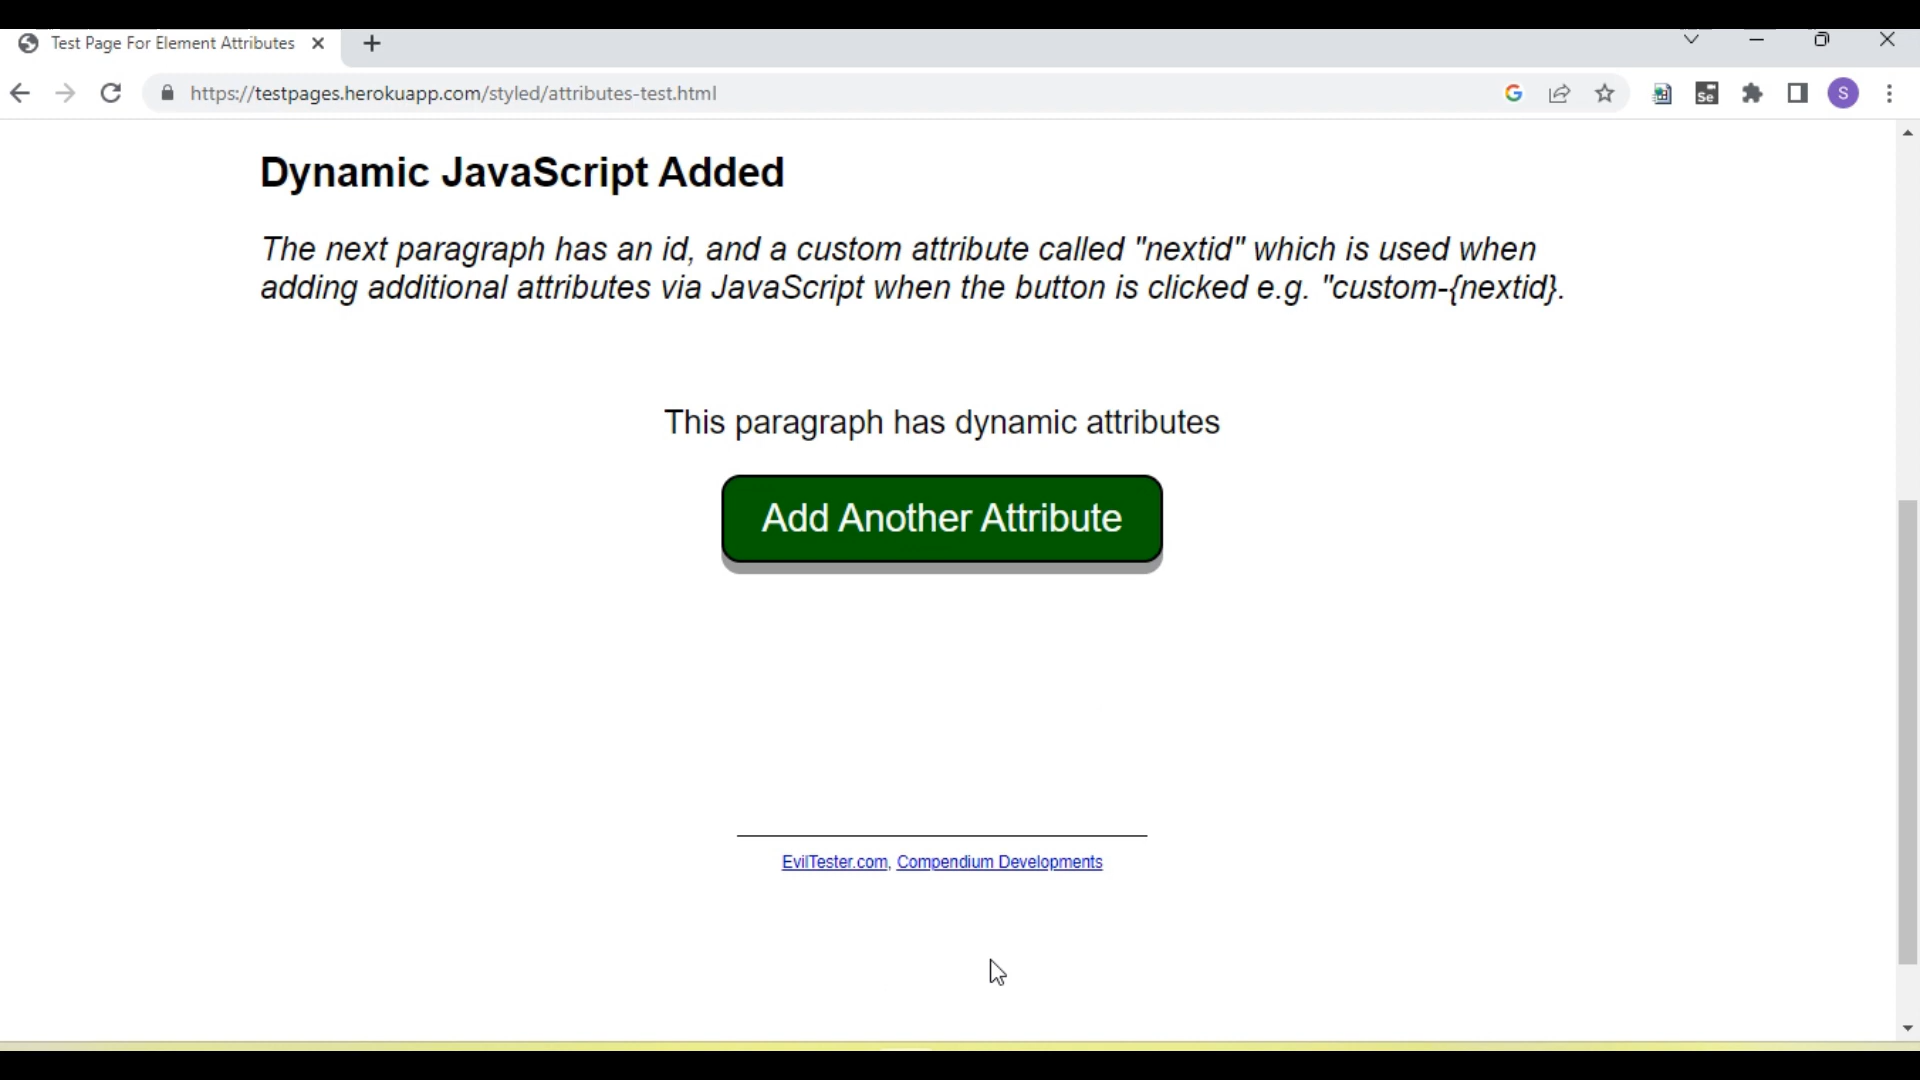 Test Page For Element Attributes
https://testpages.herokuapp.com/styled/attributes-test.html
Se
S
Dynamic JavaScript Added
The next paragraph has an id, and a custom attribute called "nextid" which is used when
adding additional attributes via JavaScript when the button is clicked e.g. "custom-{nextid}.
This paragraph has dynamic attributes
Add Another Attribute
EvilTester.com, Compendium Developments